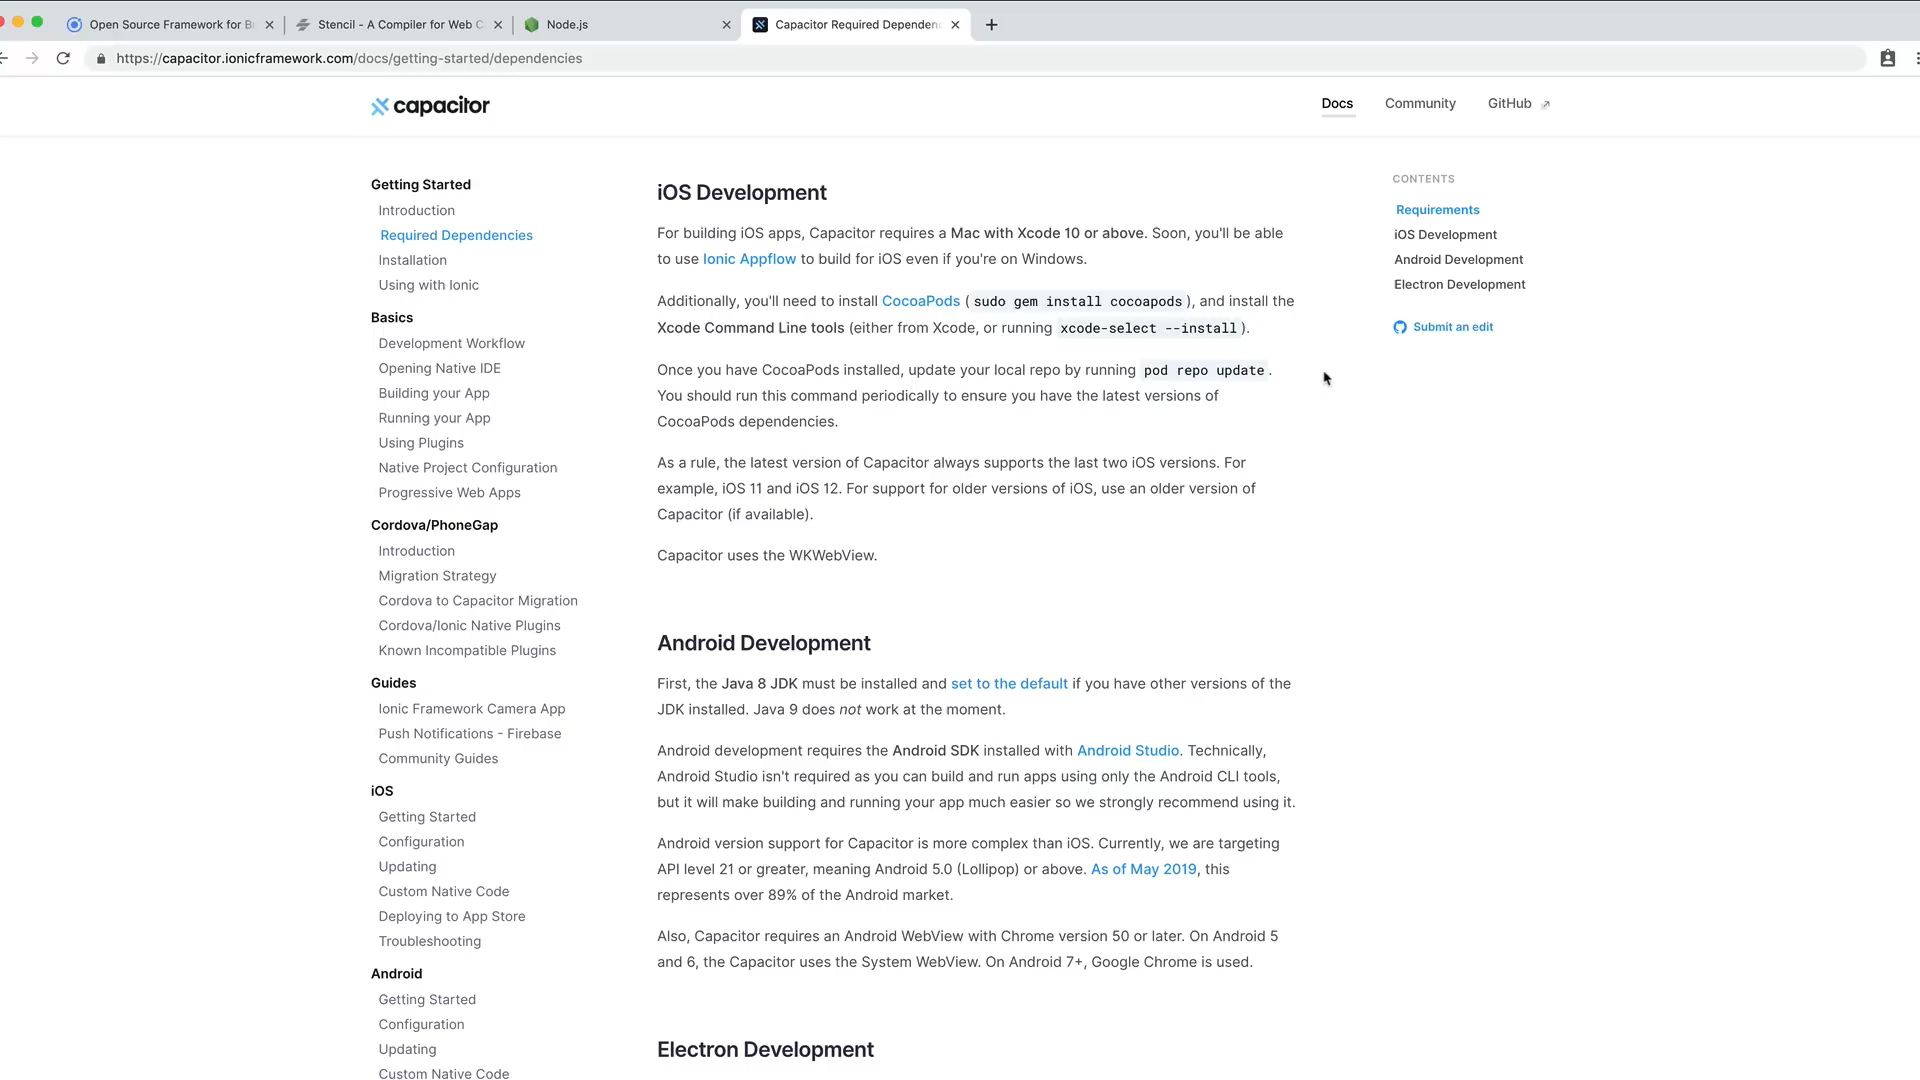 Open Source Framework for B
Stencil - A Compiler for Web C
Node.js
Capacitor Required Dependen
https://capacitor.ionicframework.com/docs/getting-started/dependencies
capacitor
Docs
Community
GitHub
Getting Started
Introduction
Required Dependencies
Installation
Using with Ionic
Basics
Development Workflow
Opening Native IDE
Building your App
Running your App
Using Plugins
Native Project Configuration
Progressive Web Apps
Cordova/PhoneGap
Introduction
Migration Strategy
Cordova to Capacitor Migration
Cordova/Ionic Native Plugins
Known Incompatible Plugins
Guides
Ionic Framework Camera App
Push Notifications - Firebase
Community Guides
iOS
Getting Started
Configuration
Updating
Custom Native Code
Deploying to App Store
Troubleshooting
Android
Getting Started
Configuration
Updating
Custom Native Code
iOS Development
For building iOS apps, Capacitor requires a Mac with Xcode 10 or above. Soon, you'll be able
to use Ionic Appflow to build for iOS even if you're on Windows.
Additionally, you'll need to install CocoaPods ( sudo gem install cocoapods ), and install the
Xcode Command Line tools (either from Xcode, or running xcode-select --install ).
Once you have CocoaPods installed, update your local repo by running pod repo update .
You should run this command periodically to ensure you have the latest versions of
CocoaPods dependencies.
As a rule, the latest version of Capacitor always supports the last two iOS versions. For
example, iOS 11 and iOS 12. For support for older versions of iOS, use an older version of
Capacitor (if available).
Capacitor uses the WKWebView.
Android Development
First, the Java 8 JDK must be installed and set to the default if you have other versions of the
JDK installed. Java 9 does not work at the moment.
Android development requires the Android SDK installed with Android Studio. Technically,
Android Studio isn't required as you can build and run apps using only the Android CLI tools,
but it will make building and running your app much easier so we strongly recommend using it.
Android version support for Capacitor is more complex than iOS. Currently, we are targeting
API level 21 or greater, meaning Android 5.0 (Lollipop) or above. As of May 2019, this
represents over 89% of the Android market.
Also, Capacitor requires an Android WebView with Chrome version 50 or later. On Android 5
and 6, the Capacitor uses the System WebView. On Android 7+, Google Chrome is used.
Electron Development
CONTENTS
Requirements
iOS Development
Android Development
Electron Development
Submit an edit